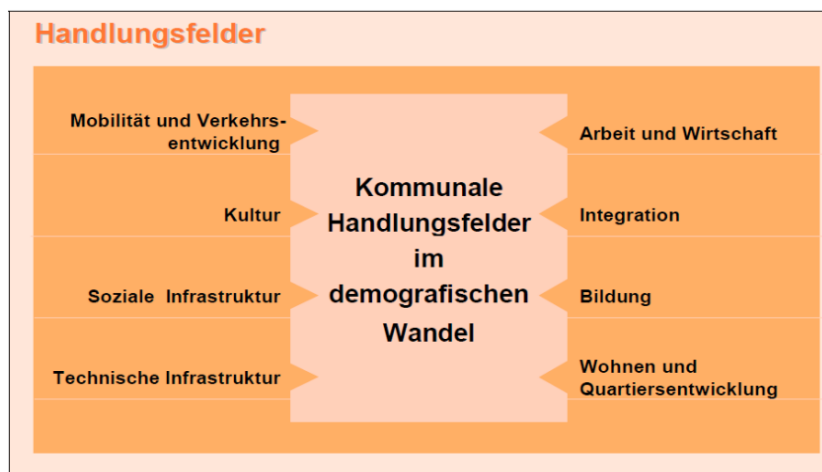 Handlungsfelder
Mobilität und Verkehrs-
entwicklung
Kultur
Soziale Infrastruktur
Technische Infrastruktur
Kommunale
Handlungsfelder
im
demografischen
Wandel
Arbeit und Wirtschaft
Integration
Bildung
Wohnen und
Quartiersentwicklung